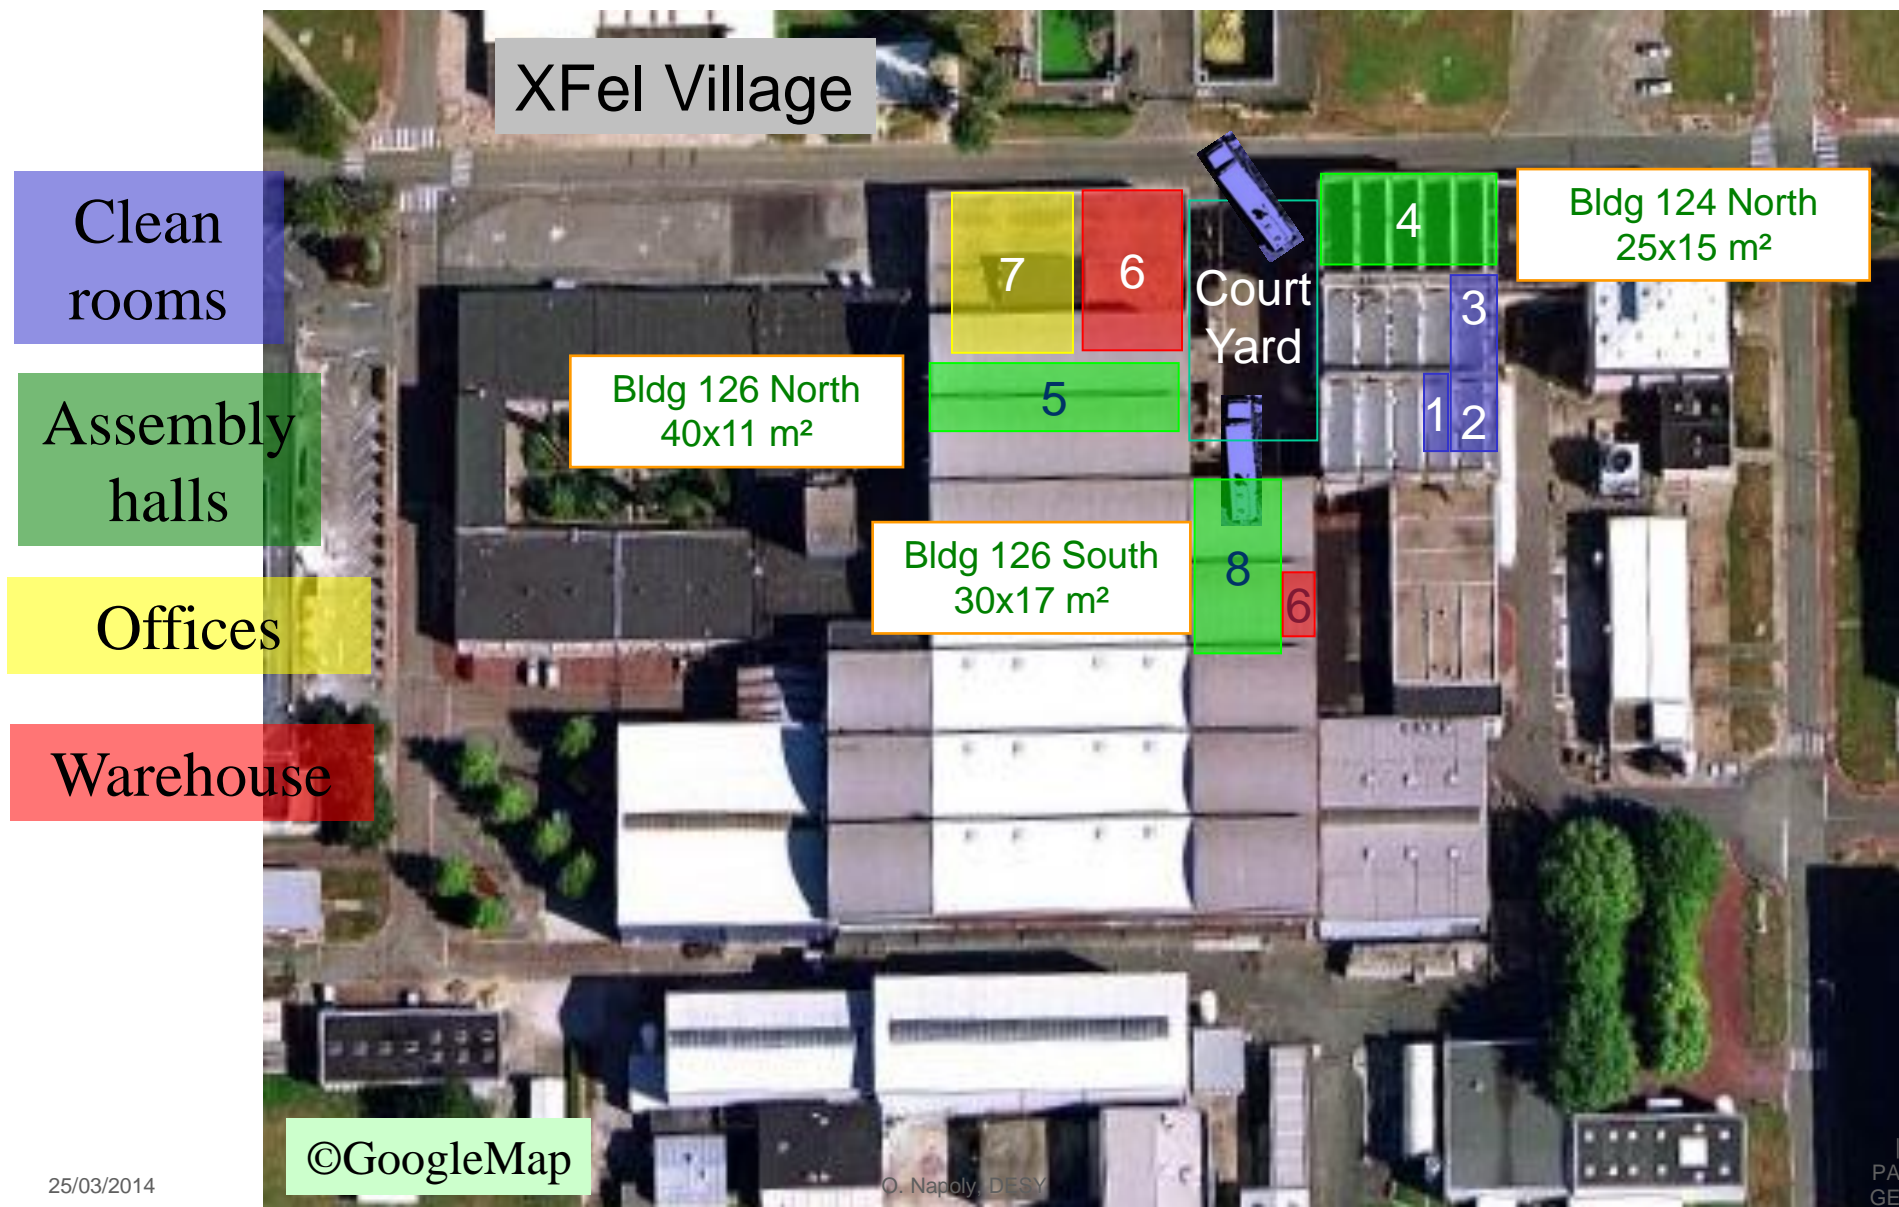 XFel Village
Clean
rooms
Assembly
halls
Offices
Warehouse
Bldg 124 North
25x15 m²
4
7
6
Court
Yard
3
Bldg 126 North
40x11 m²
5
1
2
Bldg 126 South
30x17 m²
8
6
©GoogleMap
25/03/2014
O. Napoly, DESY
PA
GE